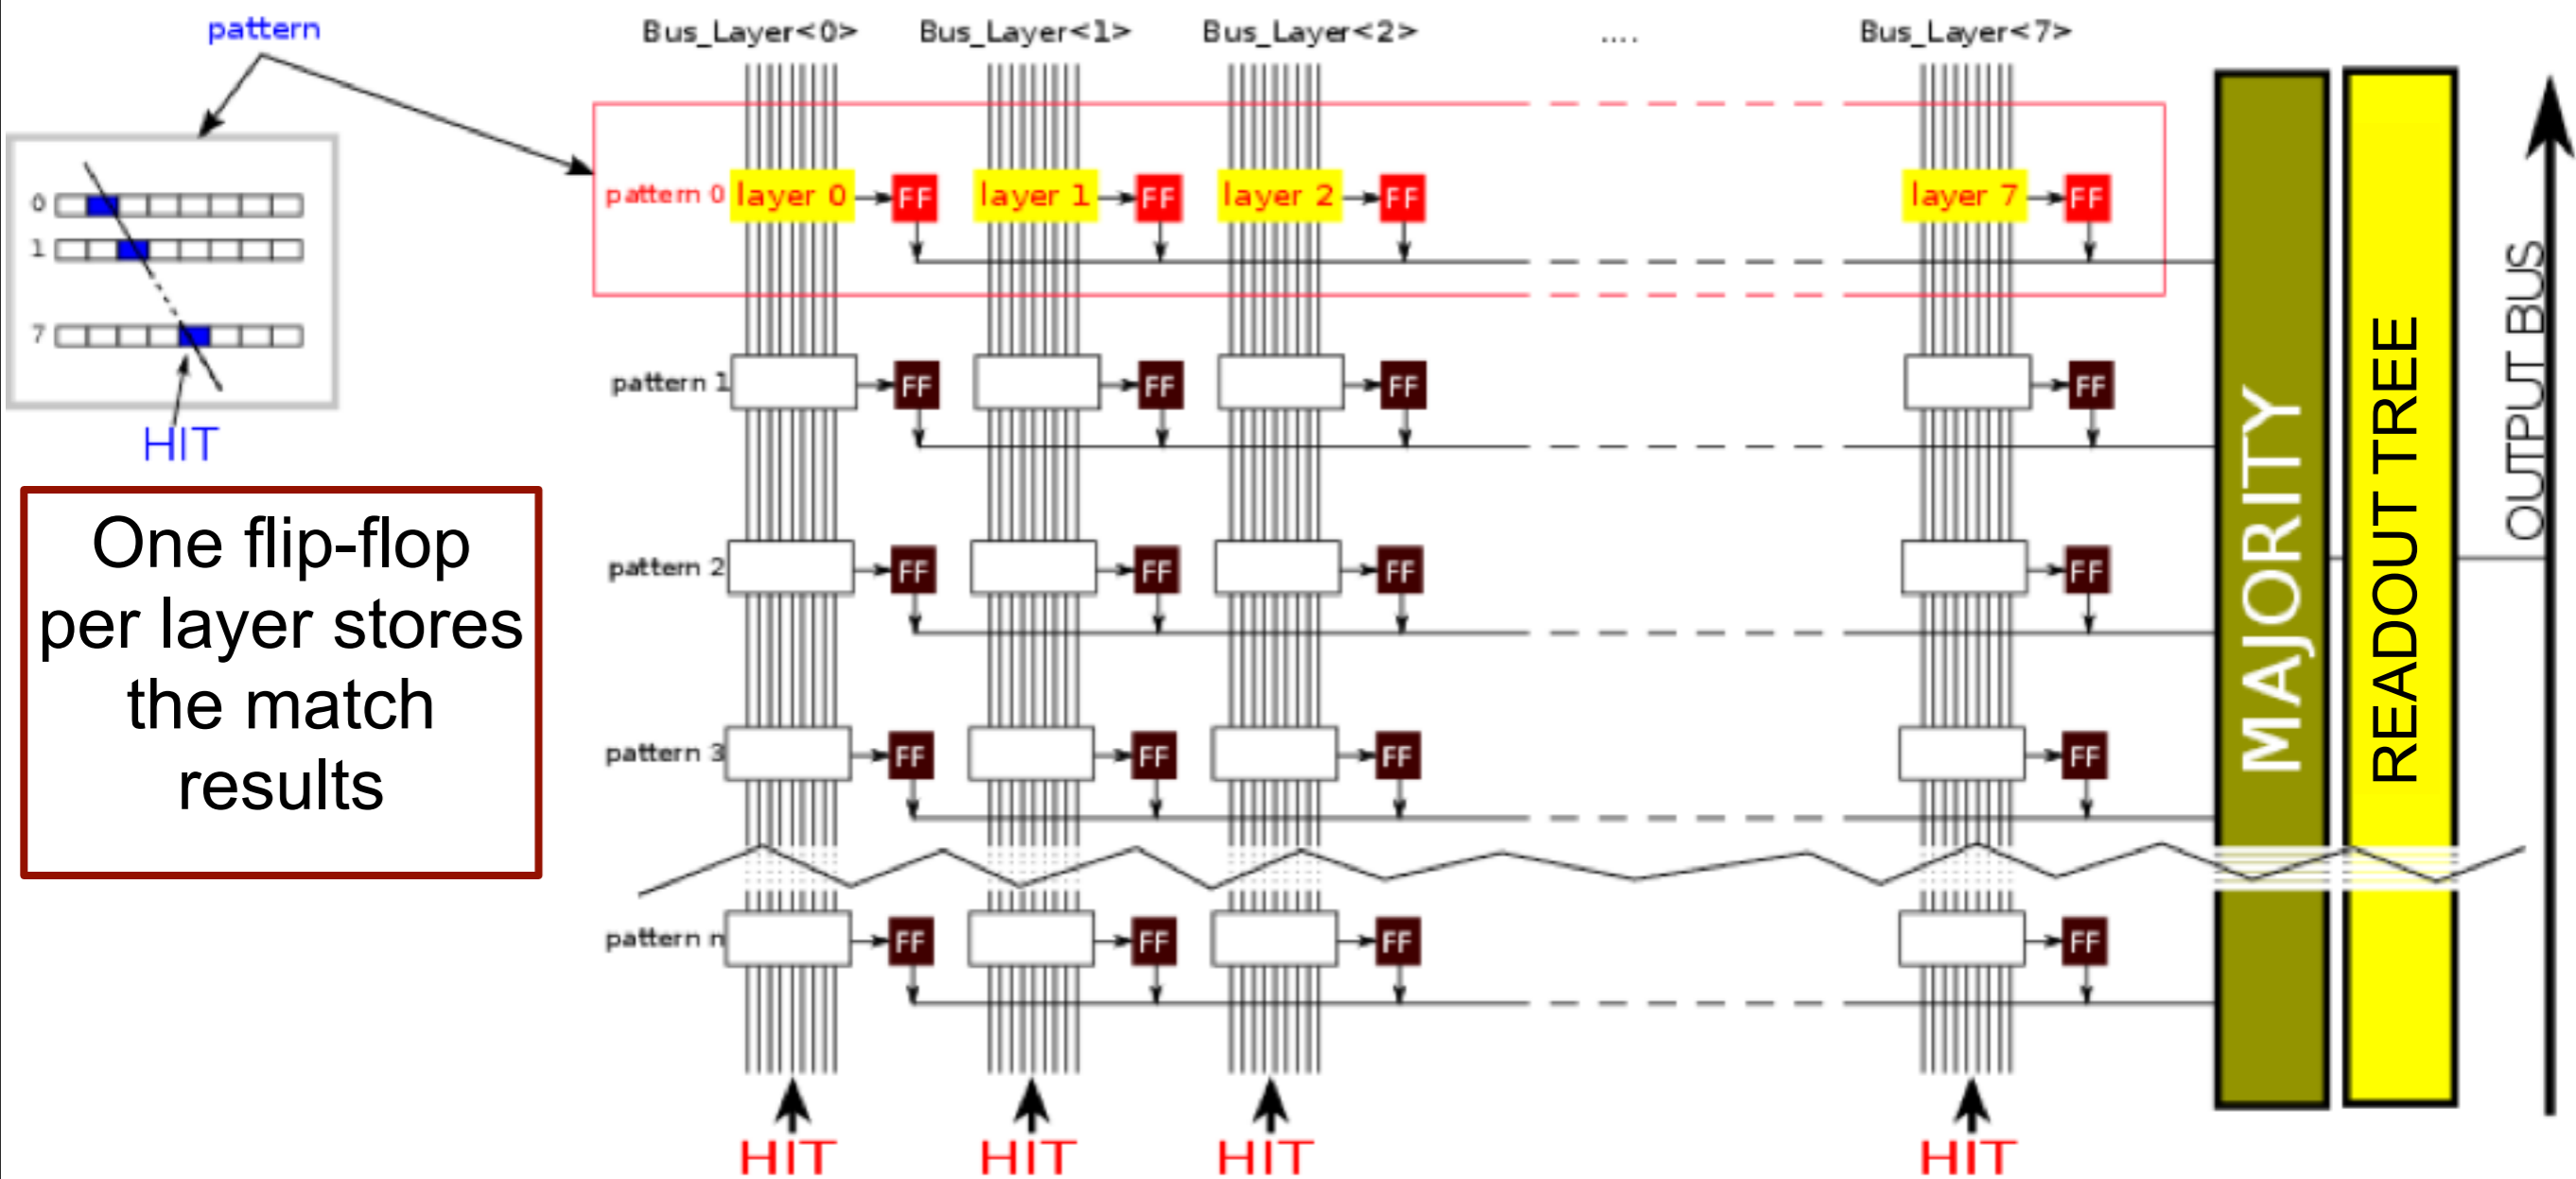 pattern
Bus_Layer<0>
Bus_Layer<1>
Bus_Layer<2>
....
Bus_Layer<7>
pattern 0
layer 0
FF
layer 1
FF
layer 2
FF
layer 7
FF
0
1
7
HIT
pattern 1
FF
FF
FF
FF
pattern 2
FF
FF
FF
FF
pattern 3
FF
FF
FF
FF
pattern n
FF
FF
FF
FF
HIT
HIT
HIT
HIT
MAJORITY
READOUT TREE
OUTPUT BUS
One flip-flop
per layer stores
the match
results